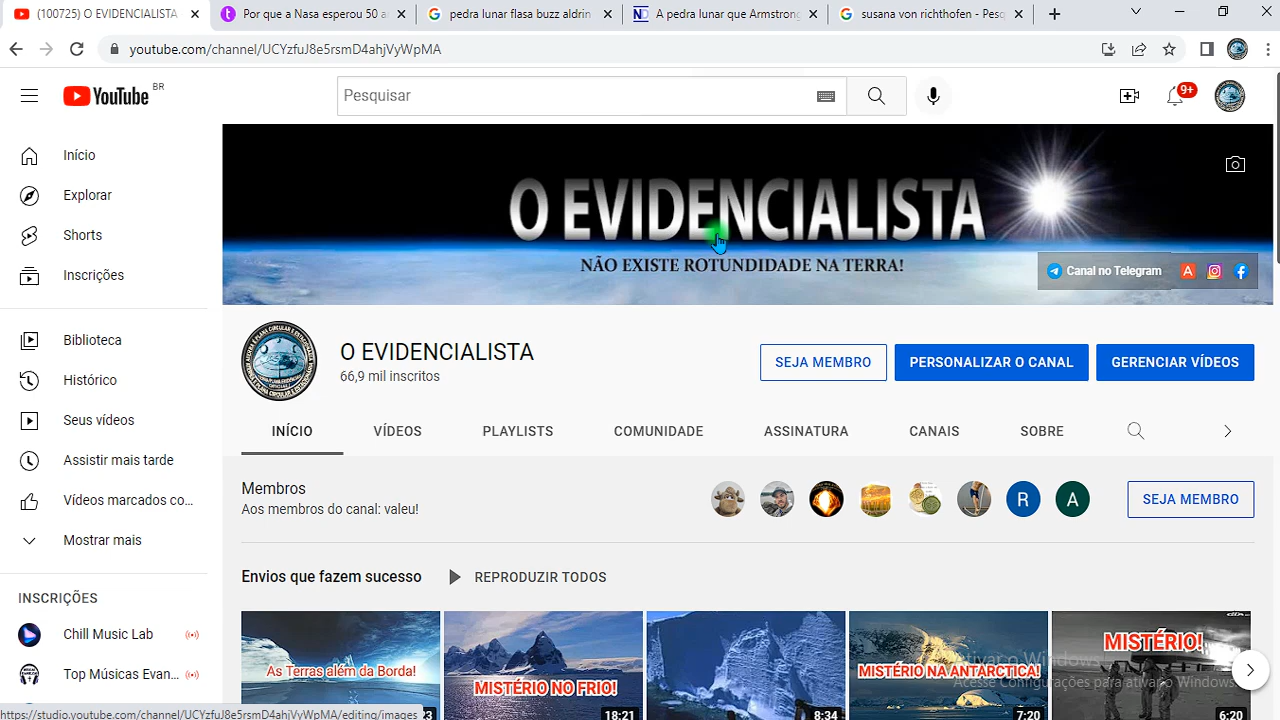 (100725) O EVIDENCIALISTA
Por que a Nasa esperou 50 a
pedra lunar flasa buzz aldrin
A pedra lunar que Armstrong
susana von richthofen - Pesq
youtube.com/channel/UCYzfuJ8e5rsmD4ahjVyWpMA
YouTube BR
Pesquisar
9+
Início
Explorar
Shorts
Inscrições
Biblioteca
Histórico
Seus vídeos
Assistir mais tarde
Vídeos marcados co...
Mostrar mais
INSCRIÇÕES
Chill Music Lab
Top Músicas Evan...
O EVIDENCIALISTA
NÃO EXISTE ROTUNDIDADE NA TERRA!
Canal no Telegram
O EVIDENCIALISTA
66,9 mil inscritos
SEJA MEMBRO
PERSONALIZAR O CANAL
GERENCIAR VÍDEOS
INÍCIO
VÍDEOS
PLAYLISTS
COMUNIDADE
ASSINATURA
CANAIS
SOBRE
Membros
Aos membros do canal: valeu!
R
A
SEJA MEMBRO
Envios que fazem sucesso
REPRODUZIR TODOS
As Terras além da Borda!
MISTÉRIO NO FRIO!
18:21
8:34
MISTÉRIO NA ANTARCTICA!
7:20
MISTÉRIO!
6:20
Ativar o Windows
Acesse Configurações para ativar o Windows.
https://studio.youtube.com/channel/UCYzfuJ8e5rsmD4ahjVyWpMA/editing/images